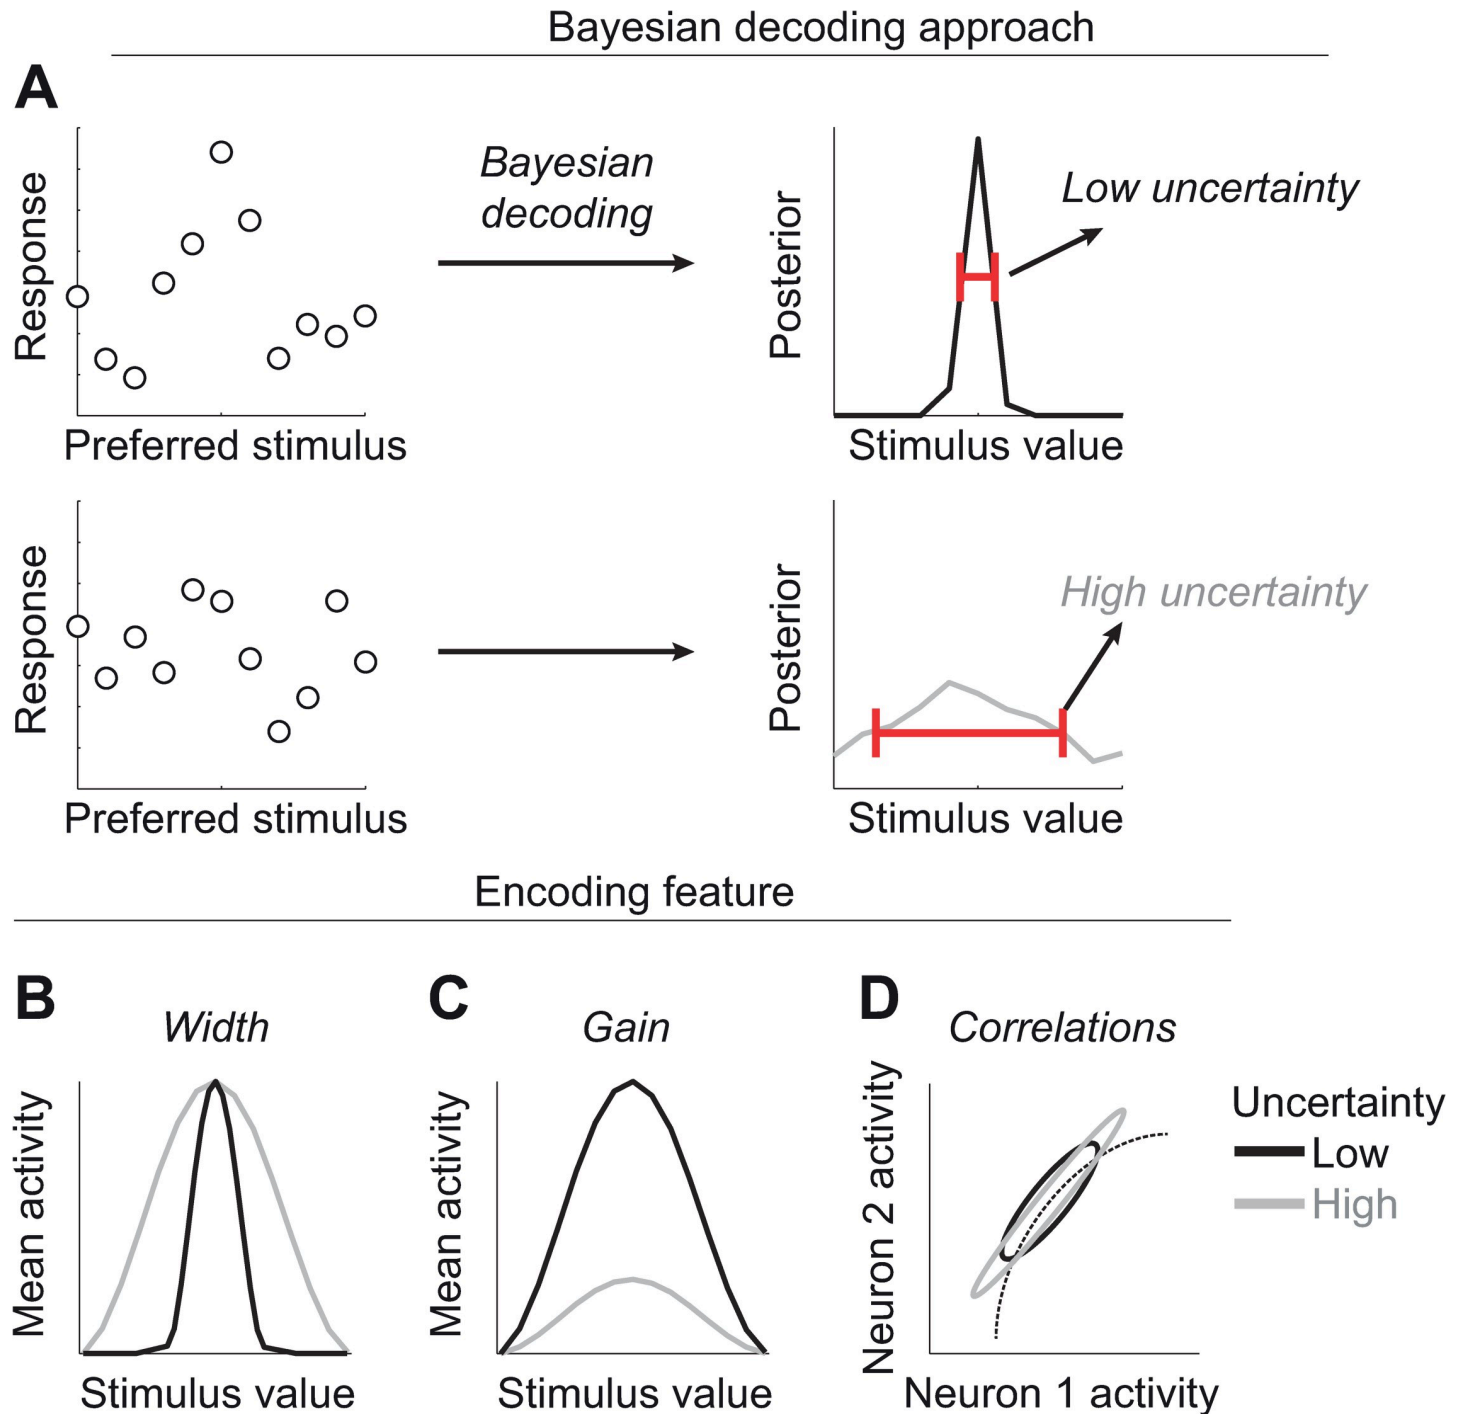 Bayesian decoding approach
A
Response
Preferred stimulus
Bayesian
decoding
Posterior
Stimulus value
Low uncertainty
Response
Preferred stimulus
Posterior
Stimulus value
High uncertainty
Encoding feature
B
Width
Mean activity
Stimulus value
C
Gain
Mean activity
Stimulus value
D
Correlations
Neuron 2 activity
Neuron 1 activity
Uncertainty
Low
High